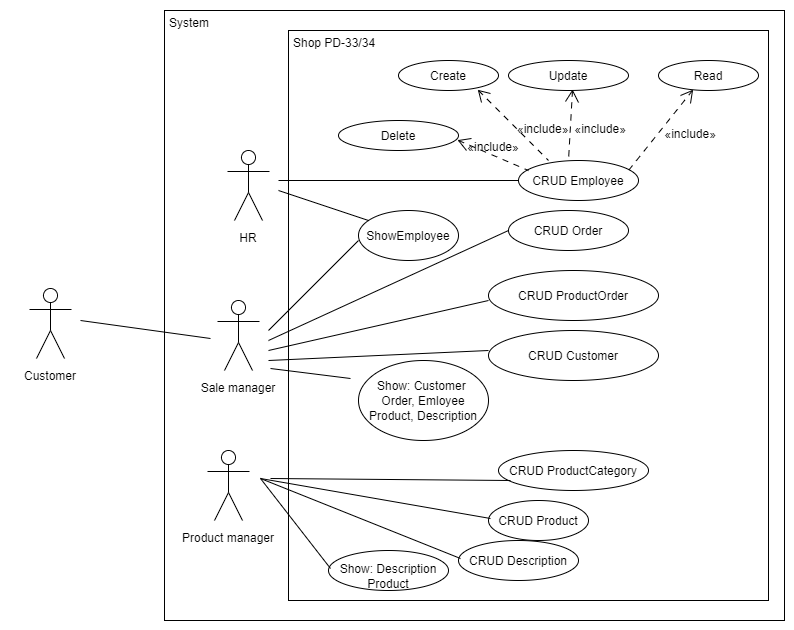 System
Shop PD-33/34
Create
Update
Read
Delete
«include»
«include»
«include»
«include»
CRUD Employee
HR
ShowEmployee
CRUD Order
CRUD ProductOrder
Customer
Sale manager
CRUD Customer
Show: Customer
Order, Emloyee
Product, Description
CRUD ProductCategory
CRUD Product
Product manager
CRUD Description
Show: Description
Product